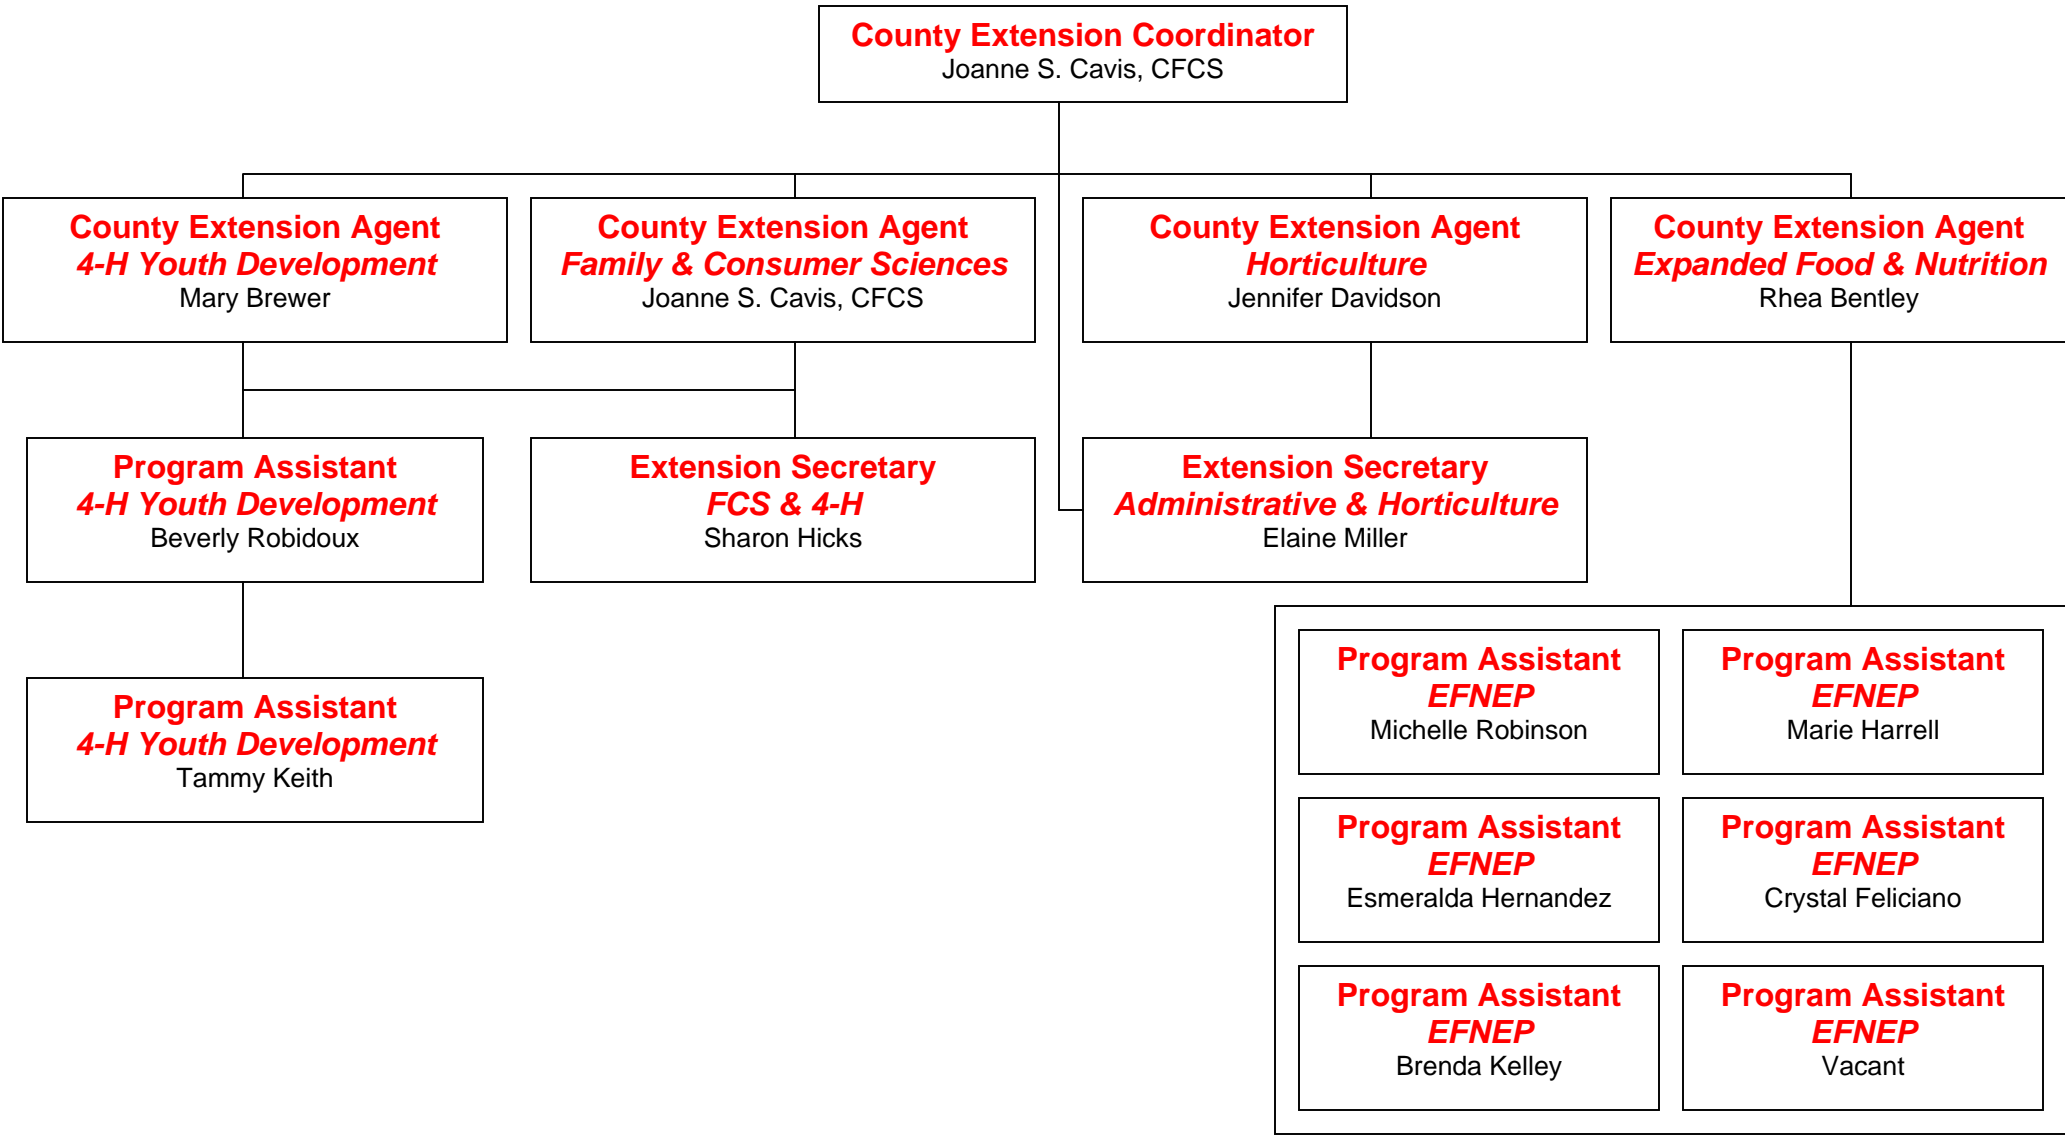 County Extension Coordinator
Joanne S. Cavis, CFCS
County Extension Agent
4-H Youth Development
Mary Brewer
County Extension Agent
Family & Consumer Sciences
Joanne S. Cavis, CFCS
County Extension Agent
Horticulture
Jennifer Davidson
County Extension Agent
Expanded Food & Nutrition
Rhea Bentley
Program Assistant
4-H Youth Development
Beverly Robidoux
Extension Secretary
FCS & 4-H
Sharon Hicks
Extension Secretary
Administrative & Horticulture
Elaine Miller
Program Assistant
4-H Youth Development
Tammy Keith
Program Assistant
EFNEP
Michelle Robinson
Program Assistant
EFNEP
Marie Harrell
Program Assistant
EFNEP
Esmeralda Hernandez
Program Assistant
EFNEP
Crystal Feliciano
Program Assistant
EFNEP
Brenda Kelley
Program Assistant
EFNEP
Vacant